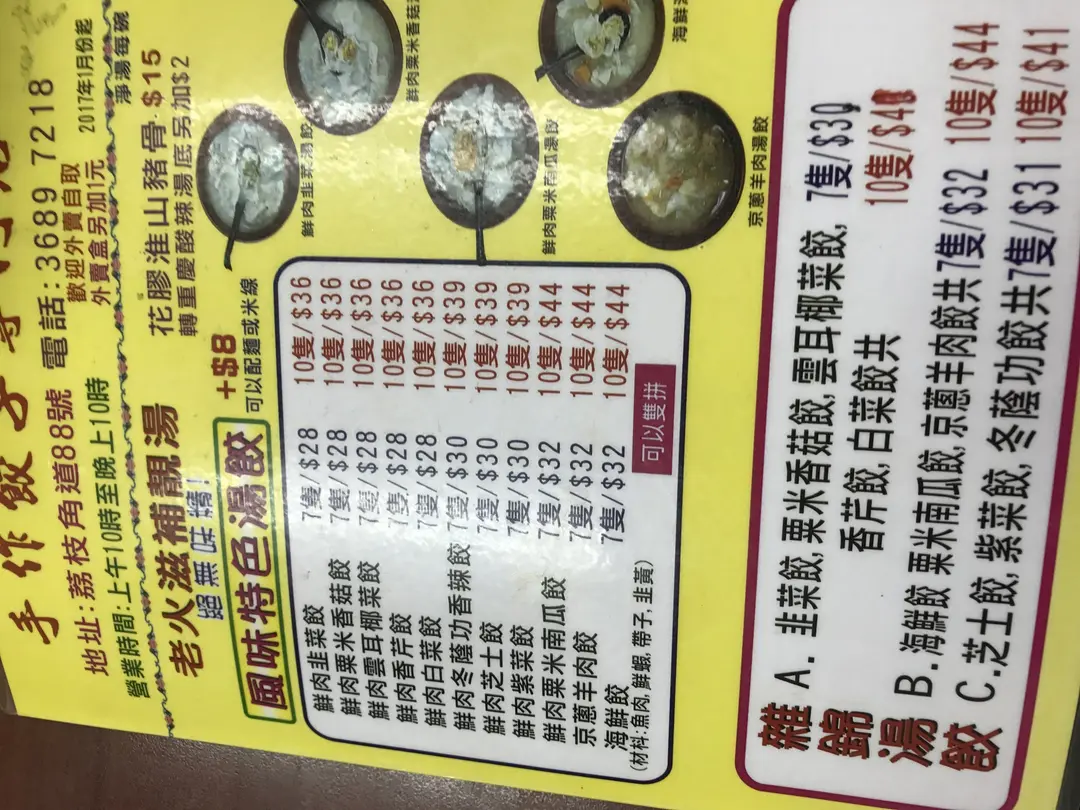 手作餃子專門店
地址:荔枝角道88號 電話:3689 7218
營業時間:上午10時至晚上10時
歡迎外賣自取
外賣盒另加1元
2017年1月份起
淨湯每碗
老火滋補靚湯
絕無味精!
花膠淮山豬骨·$15
轉重慶酸辣湯底另加$2
風味特色湯餃
+$8
可以配麵或米線
鮮肉韭菜餃 7隻/$28 10隻/$36
鮮肉粟米香菇餃 7隻/$28 10隻/$36
鮮肉雲耳椰菜餃 7隻/$28 10隻/$36
鮮肉香芹餃 7隻/$28 10隻/$36
鮮肉白菜餃 7隻/$28 10隻/$36
鮮肉冬陰功香辣餃 7隻/$30 10隻/$39
鮮肉芝士餃 7隻/$30 10隻/$39
鮮肉紫菜餃 7隻/$30 10隻/$39
鮮肉粟米南瓜餃 7隻/$32 10隻/$44
京蔥羊肉餃 7隻/$32 10隻/$44
海鮮餃 7隻/$32 10隻/$44
(材料:魚肉,鮮蝦,帶子,韭黃)
可以雙拼
鮮肉韭菜湯餃
鮮肉粟米香菇湯
鮮肉粟米南瓜湯餃
海鮮湯
京蔥羊肉湯餃
雜錦湯餃
A. 韭菜餃,粟米香菇餃,雲耳椰菜餃, 7隻/$30
香芹餃,白菜餃共 10隻/$4
B.海鮮餃 粟米南瓜餃,京蔥羊肉餃共7隻/$32 10隻/$44
C.芝士餃,紫菜餃,冬陰功餃共7隻/$31 10隻/$41